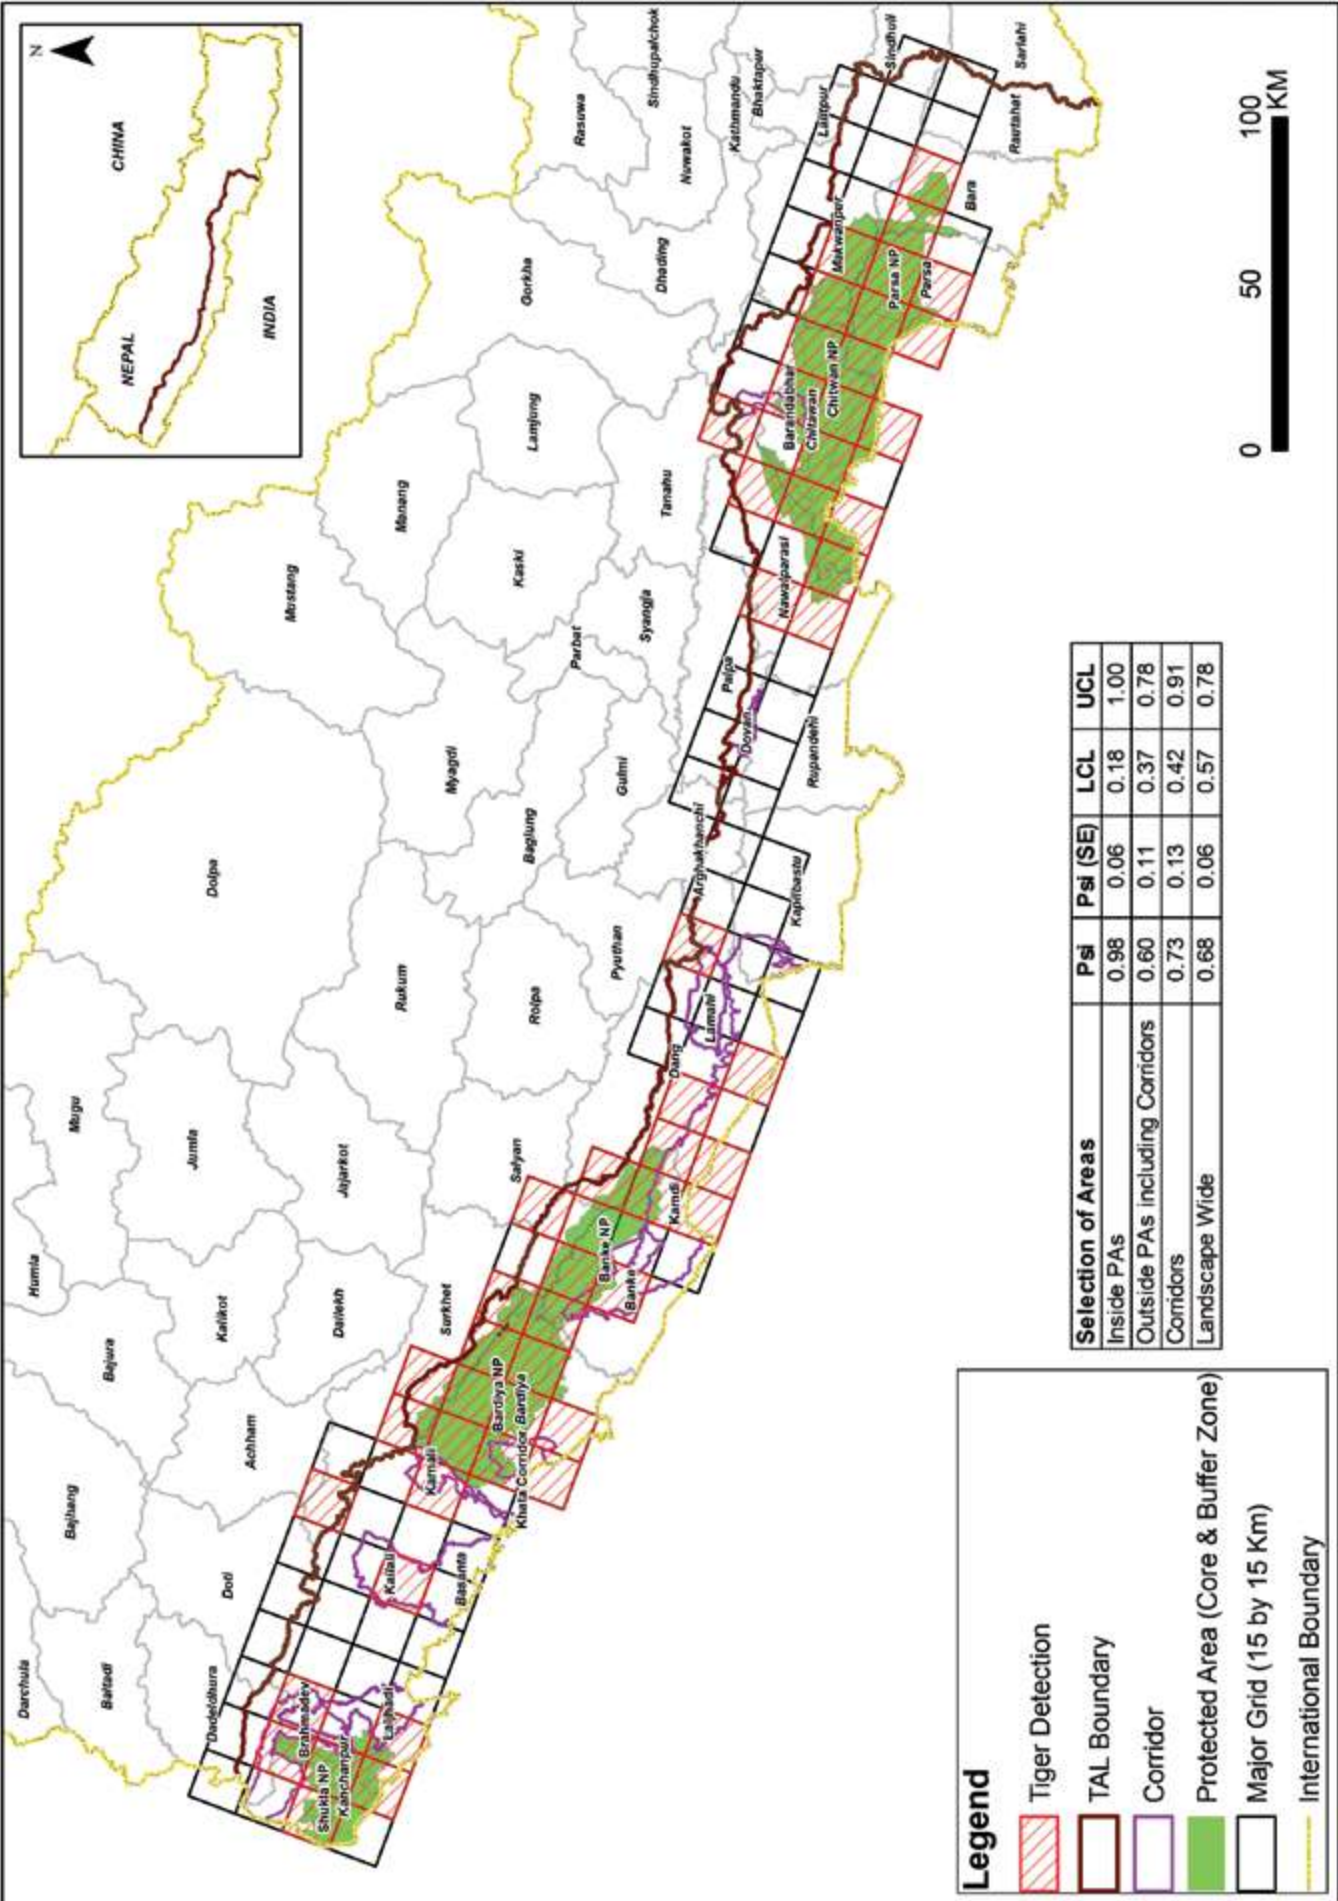 N
CHINA
NEPAL
INDIA
Darchula
Bajhang
Humla
Mugu
Baitadi
Bajura
Jumla
Dolpa
Mustang
Doti
Achham
Kalikot
Manang
Dadeldhura
Dailekh
Jajarkot
Rukum
Myagdi
Kaski
Lamjung
Gorkha
Rasuwa
Sindhupalchok
Surkhet
Salyan
Rolpa
Baglung
Parbat
Dhading
Nuwakot
Kathmandu
Bhaktapur
Pyuthan
Gulmi
Syangja
Tanahu
Lalitpur
Sindhuli
Brahmadev
Shukla NP
Kanchanpur
Laljhadi
Kailali
Basanta
Karnali
Bardiya NP
Khata Corridor
Bardiya
Banke NP
Banke
Kamdi
Dang
Lamahi
Arghakhanchi
Kapilbastu
Palpa
Dovan
Rupandehi
Nawalparasi
Barandabhar
Chitawan
Chitwan NP
Makwanpur
Parsa NP
Parsa
Bara
Rautahat
Sarlahi
Legend
Tiger Detection
TAL Boundary
Corridor
Protected Area (Core & Buffer Zone)
Major Grid (15 by 15 Km)
International Boundary
Selection of Areas Psi Psi (SE) LCL UCL
Inside PAs 0.98 0.06 0.18 1.00
Outside PAs including Corridors 0.60 0.11 0.37 0.78
Corridors 0.73 0.13 0.42 0.91
Landscape Wide 0.68 0.06 0.57 0.78
0 50 100
KM